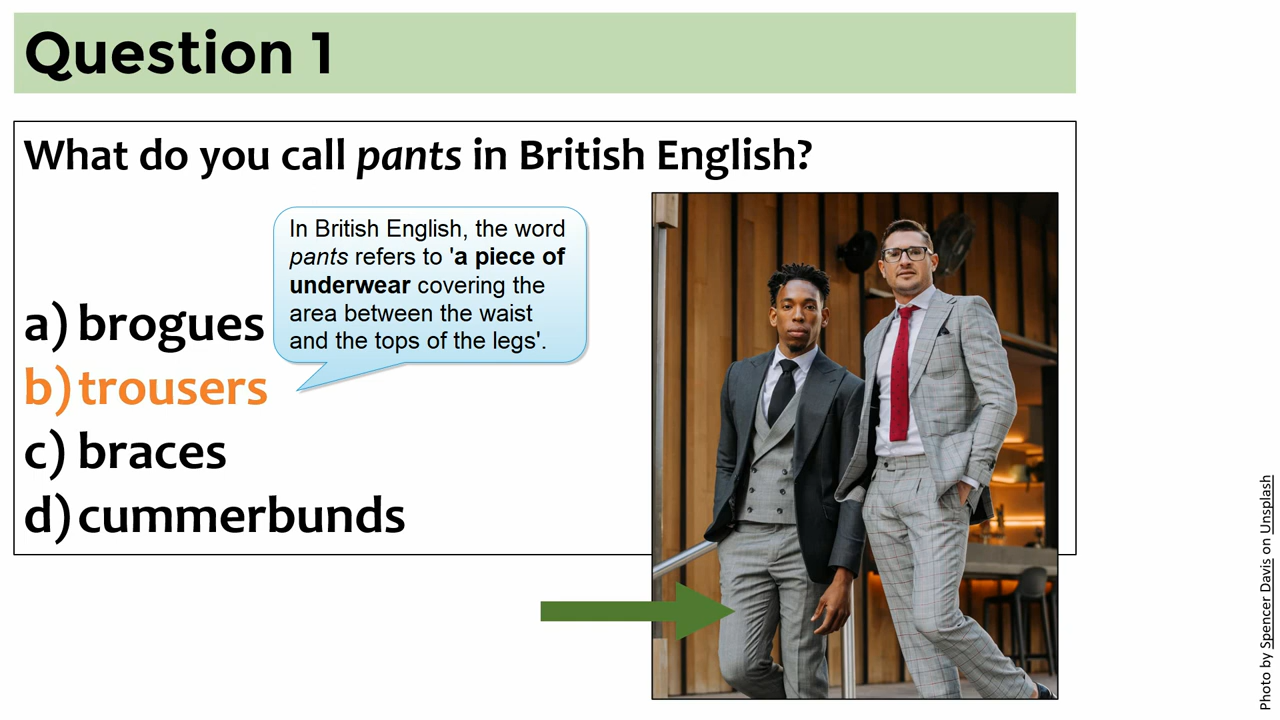 Question 1
What do you call pants in British English?
In British English, the word
pants refers to 'a piece of
underwear covering the
area between the waist
and the tops of the legs'.
a) brogues
b) trousers
c) braces
d) cummerbunds
Photo by Spencer Davis on Unsplash